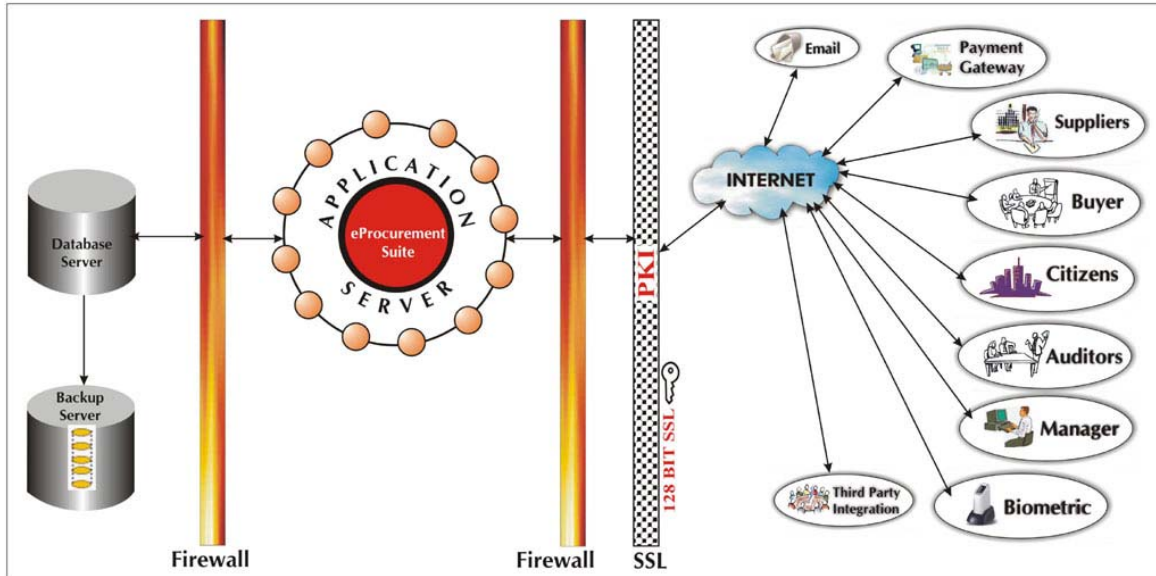 Database
Server
Backup
Server
Firewall
APPLICATION
SERVER
eProcurement
Suite
Firewall
PKI
128 BIT SSL
SSL
INTERNET
Email
Payment
Gateway
Suppliers
Buyer
Citizens
Auditors
Manager
Biometric
Third Party
Integration